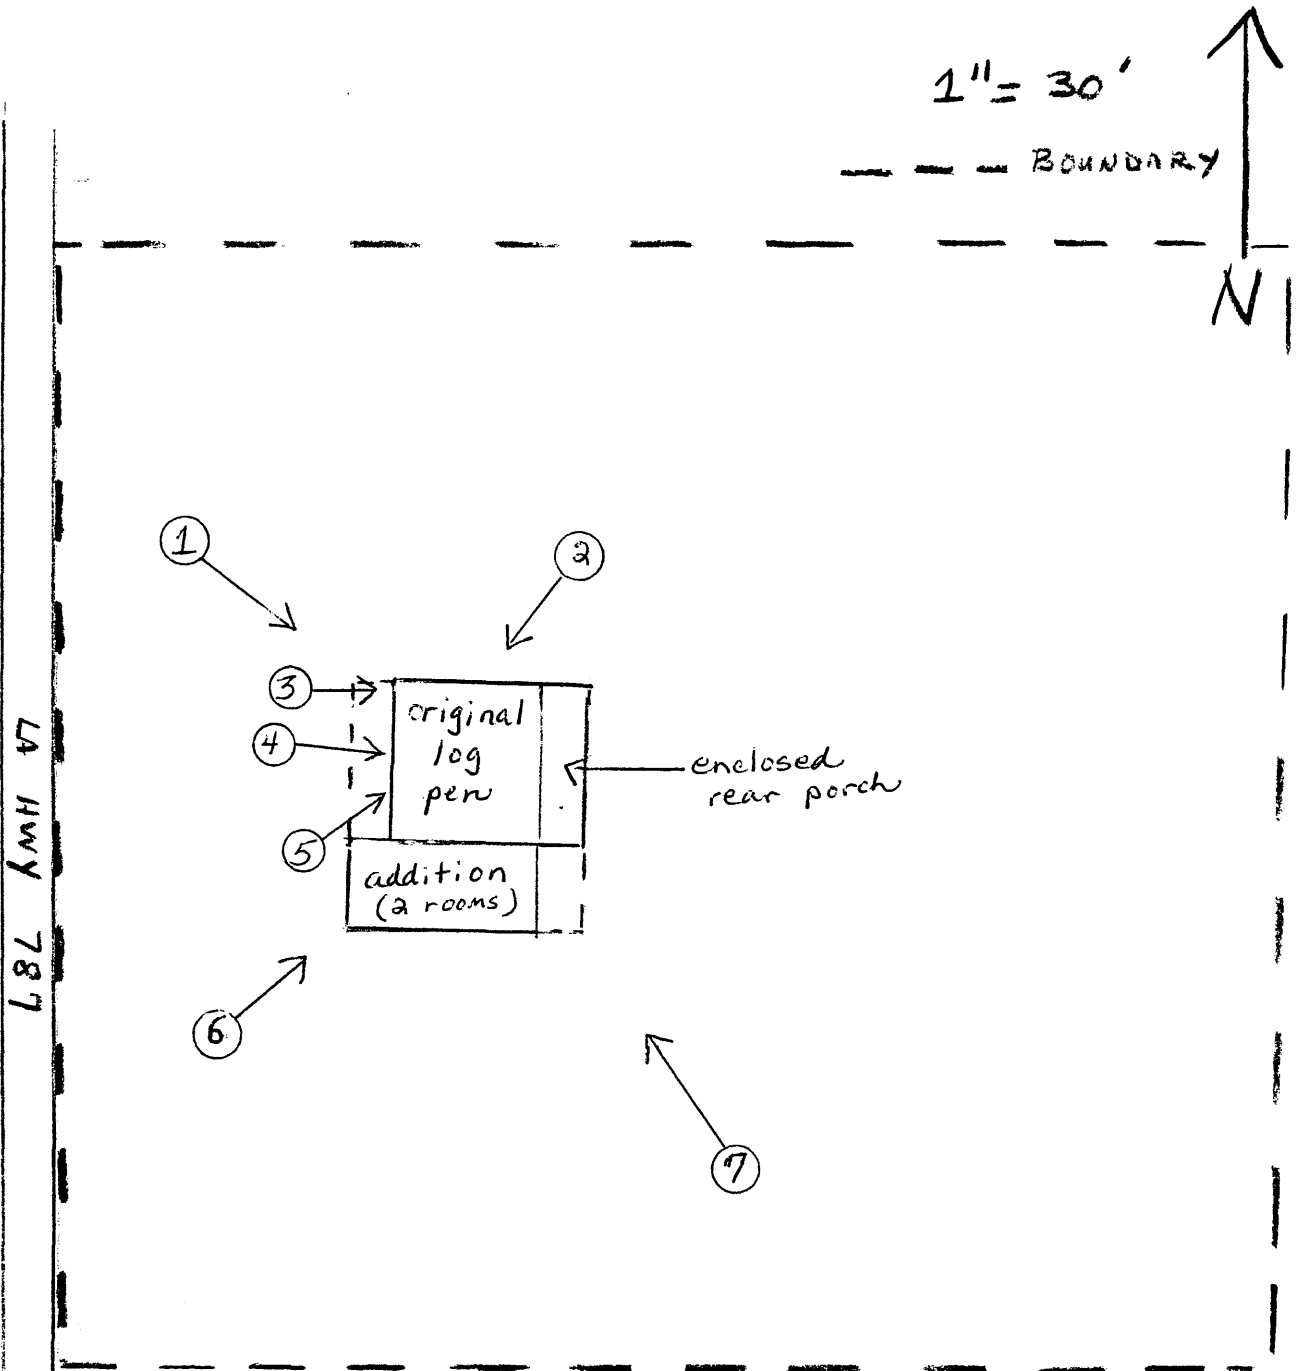 1"= 30'
BOUNDARY
N
1
2
3
original
log
pen
4
enclosed
rear porch
5
addition
(2 rooms)
6
7
LA HWY 787